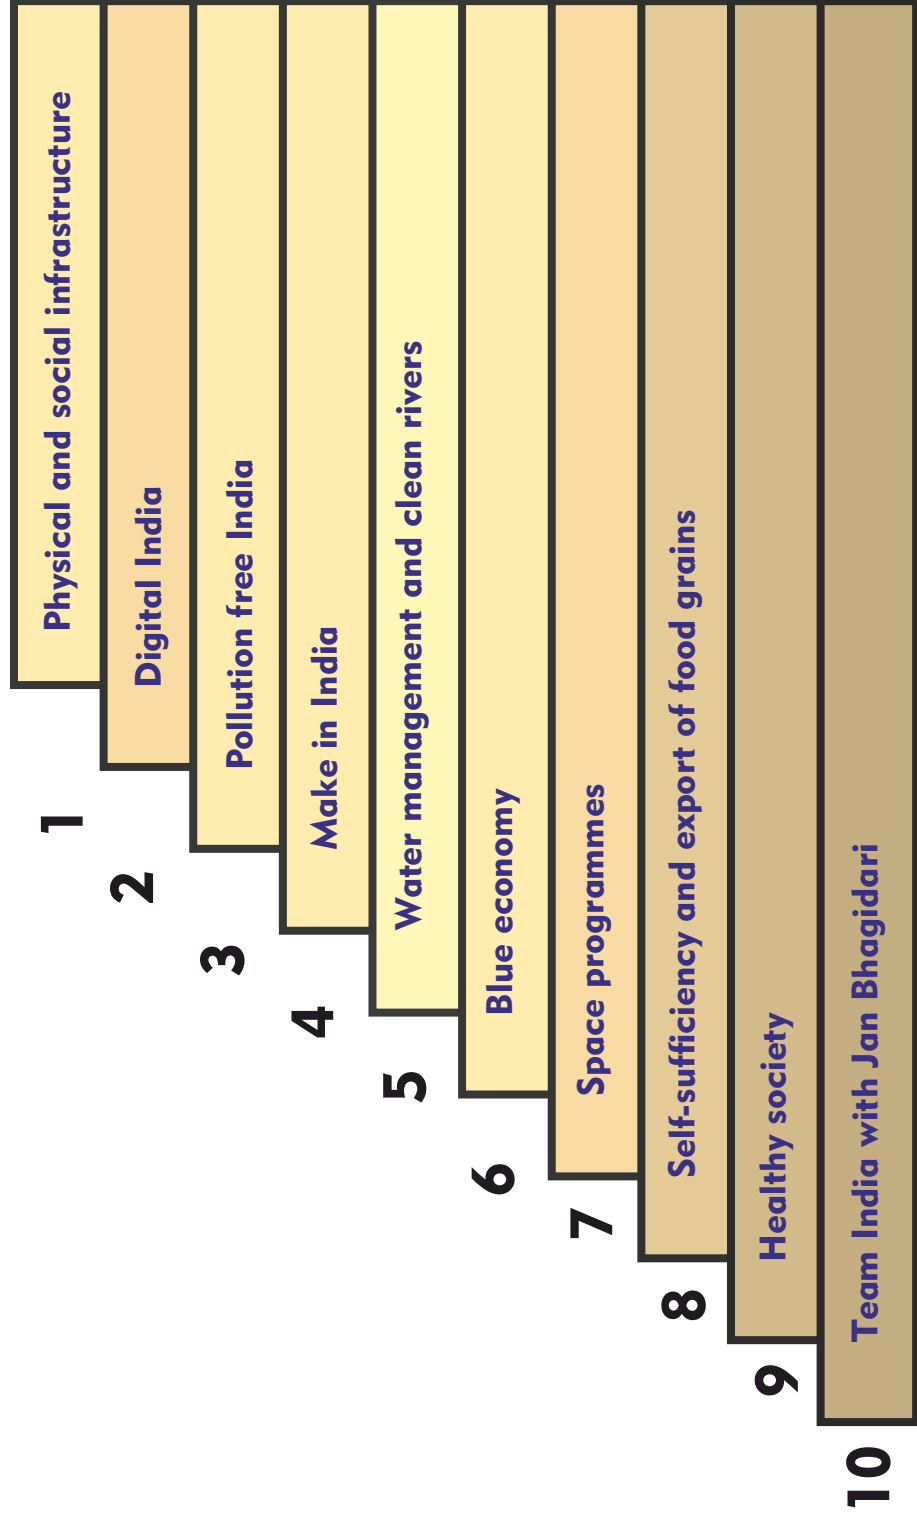 1 Physical and social infrastructure
2 Digital India
3 Pollution free India
4 Make in India
5 Water management and clean rivers
6 Blue economy
7 Space programmes
8 Self-sufficiency and export of food grains
9 Healthy society
10 Team India with Jan Bhagidari